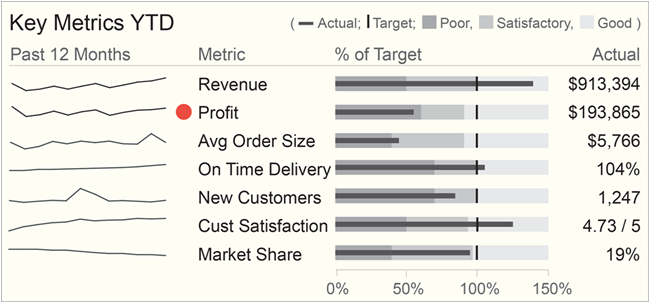 Key Metrics YTD ( Actual; Target; Poor, Satisfactory, Good )
Past 12 Months Metric % of Target Actual
Revenue $913,394
Profit $193,865
Avg Order Size $5,766
On Time Delivery 104%
New Customers 1,247
Cust Satisfaction 4.73 / 5
Market Share 19%
0% 50% 100% 150%